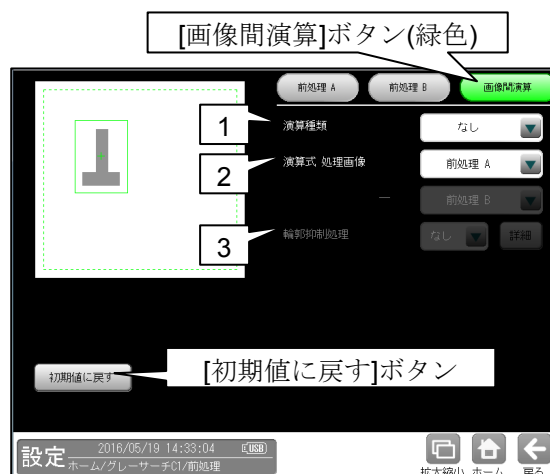 [画像間演算]ボタン(緑色)
前処理 A 前処理 B 画像間演算
1 演算種類 なし
2 演算式 処理画像 前処理 A
— 前処理 B
3 輪郭抑制処理 なし 詳細
初期値に戻す [初期値に戻す]ボタン
設定 2016/05/19 14:33:04 USB
ホーム/グレーサーチC1/前処理
拡大縮小 ホーム 戻る